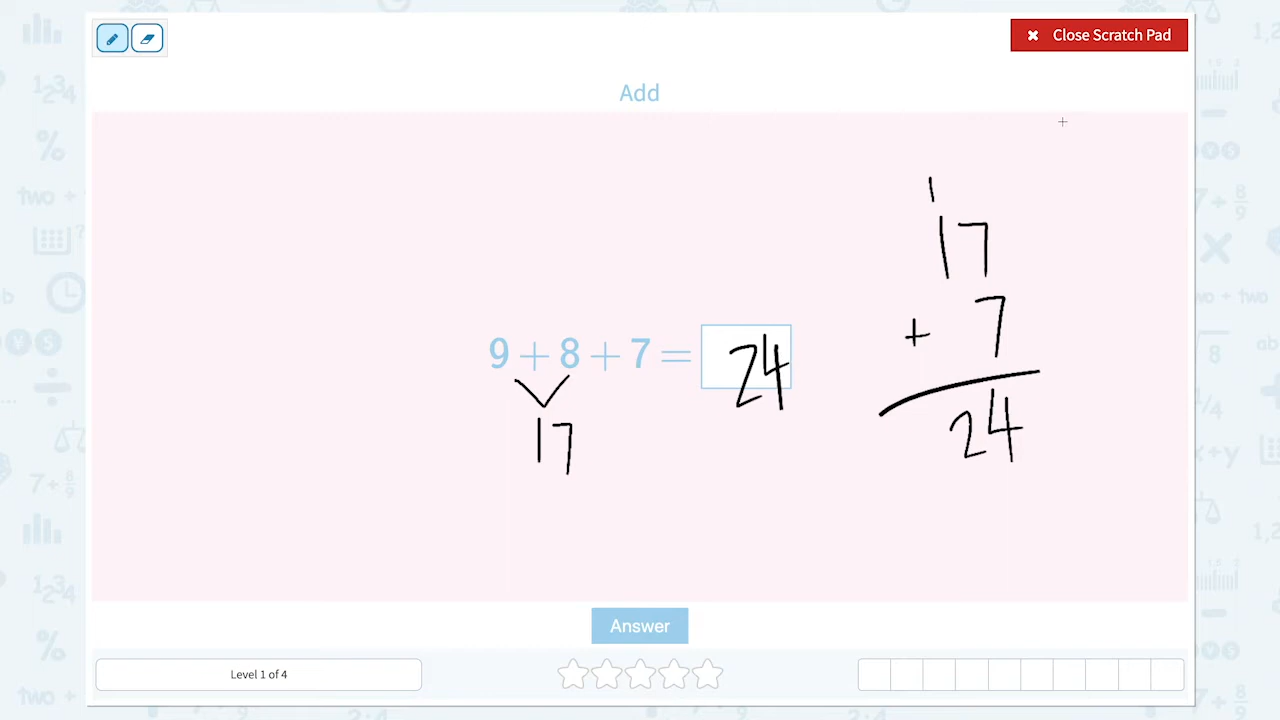 Close Scratch Pad
Add
9 + 8 + 7 = 24
17
1
17
+ 7
24
Answer
Level 1 of 4